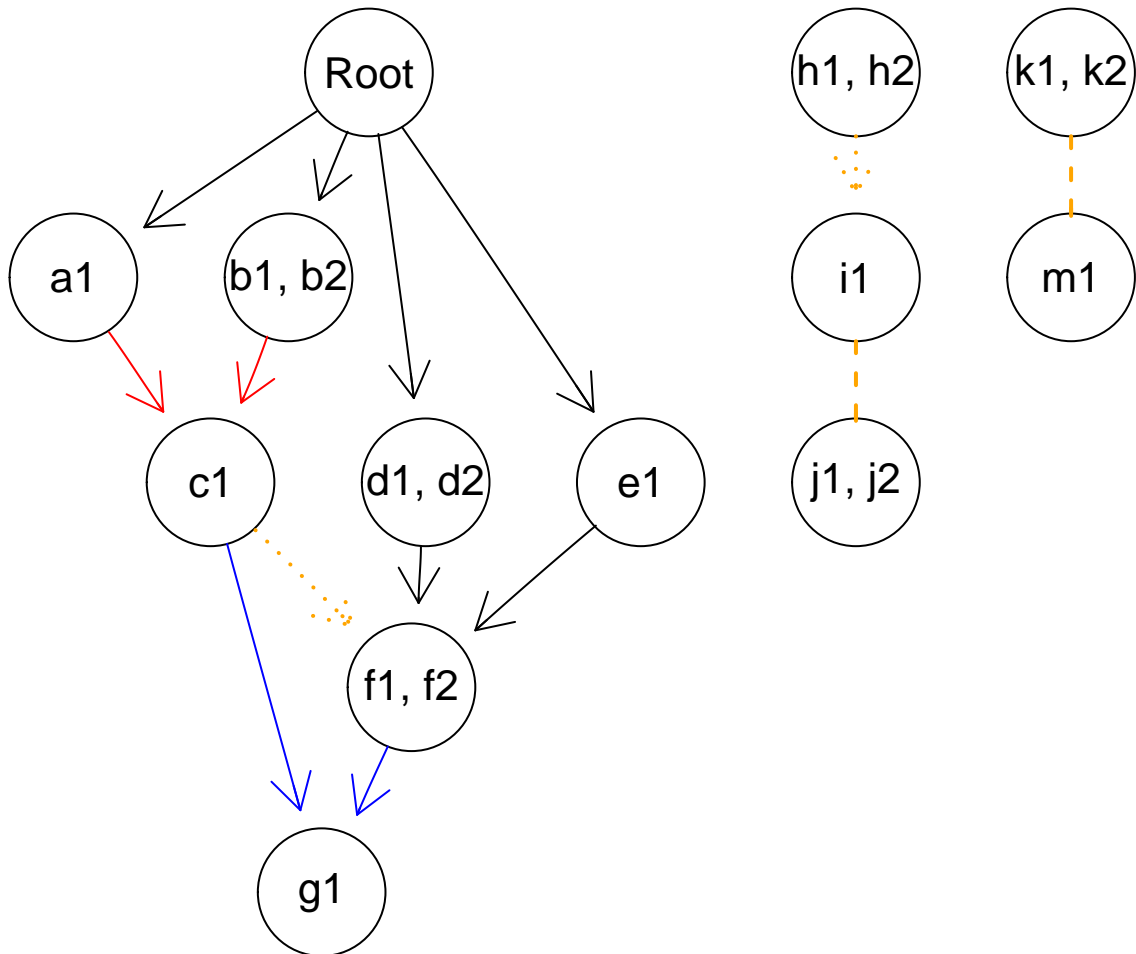 Root
h1, h2
k1, k2
a1
b1, b2
i1
m1
c1
d1, d2
e1
j1, j2
f1, f2
g1